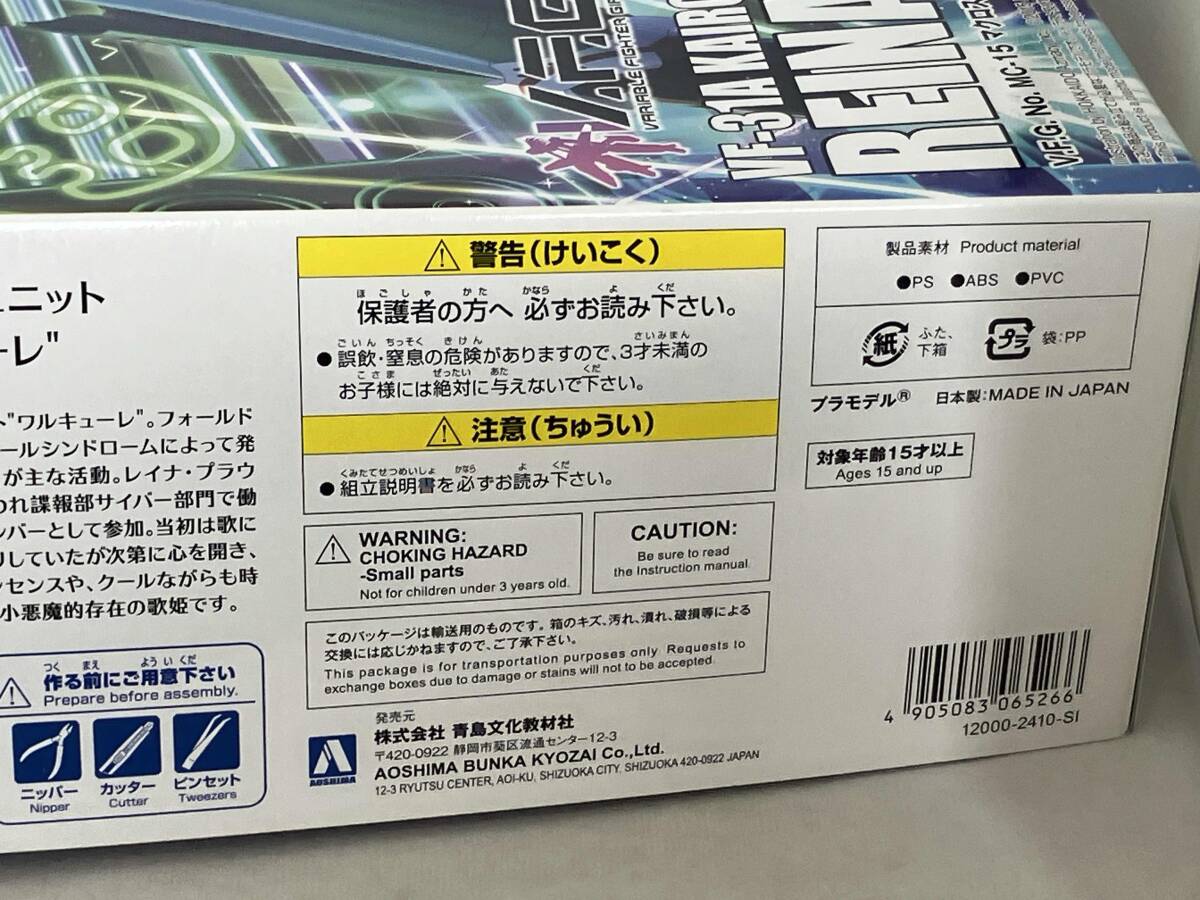 V.F.G.
VARIABLE FIGHTER GIR
VF-31A KAIRO
REINA
V.F.G. No. MC-15 マクロス
ユニット
ーレ"
ト"ワルキューレ"。フォールド
ールシンドロームによって発
が主な活動。レイナ・プラウ
われ諜報部サイバー部門で働
ンバーとして参加。当初は歌に
リしていたが次第に心を開き、
ンセンスや、クールながらも時
小悪魔的存在の歌姫です。
つく まえ よういくだ
作る前にご用意下さい
Prepare before assembly.
ニッパー
Nipper
カッター
Cutter
ピンセット
Tweezers
警告(けいこく)
ほごしゃ かた かなら よ くだ
保護者の方へ 必ずお読み下さい。
ごいん ちっそく きけん さいみまん
●誤飲・窒息の危険がありますので、3才未満の
こさま ぜったい あた くだ
お子様には絶対に与えないで下さい。
注意(ちゅうい)
くみたてせつめいしょ かなら よ くだ
●組立説明書を必ずお読み下さい。
WARNING:
CHOKING HAZARD
-Small parts
Not for children under 3 years old.
CAUTION:
Be sure to read
the Instruction manual
このパッケージは輸送用のものです。箱のキズ、汚れ、潰れ、破損等による
交換には応じかねますので、ご了承下さい。
This package is for transportation purposes only Requests to
exchange boxes due to damage or stains will not to be accepted.
発売元
株式会社 青島文化教材社
〒420-0922 静岡市葵区流通センター12-3
AOSHIMA BUNKA KYOZAI Co.,Ltd.
12-3 RYUTSU CENTER, AOI-KU, SHIZUOKA CITY, SHIZUOKA 420-0922 JAPAN
AOSHIMA
製品素材 Product material
●PS ●ABS ●PVC
紙 ふた、
下箱
プラ 袋:PP
プラモデル® 日本製:MADE IN JAPAN
対象年齢15才以上
Ages 15 and up
4 905083 065266
12000-2410-SI